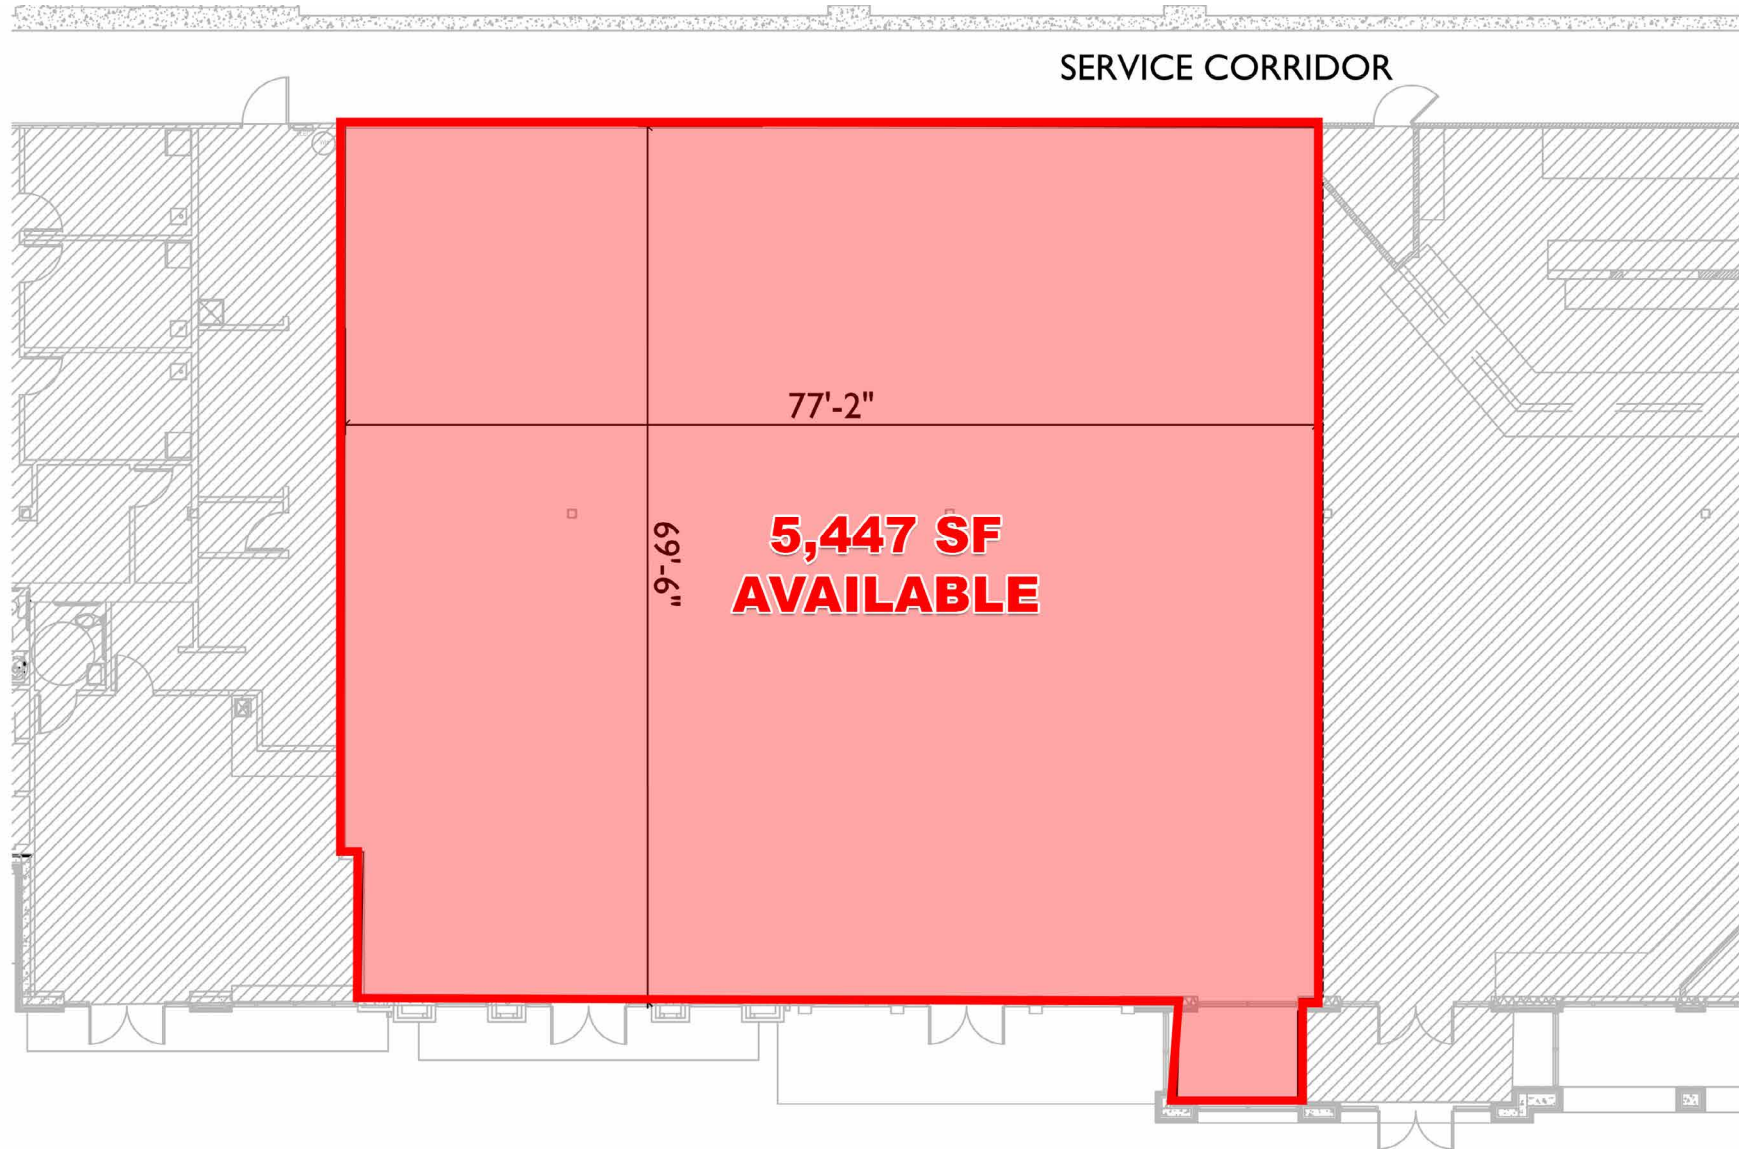 SERVICE CORRIDOR
77'-2"
69'-6"
5,447 SF
AVAILABLE